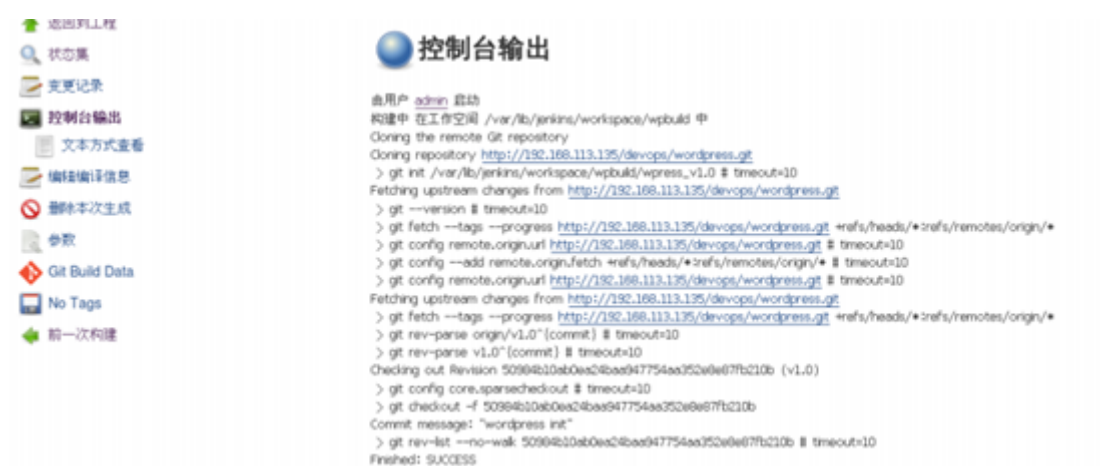 返回到工程
状态集
变更记录
控制台输出
文本方式查看
编辑编译信息
删除本次生成
参数
Git Build Data
No Tags
前一次构建
控制台输出
由用户 admin 启动
构建中 在工作空间 /var/lib/jenkins/workspace/wpbuild 中
Cloning the remote Git repository
Cloning repository http://192.168.113.135/devops/wordpress.git
> git init /var/lib/jenkins/workspace/wpbuild/wpress_v1.0 # timeout=10
Fetching upstream changes from http://192.168.113.135/devops/wordpress.git
> git --version # timeout=10
> git fetch --tags --progress http://192.168.113.135/devops/wordpress.git +refs/heads/*:refs/remotes/origin/*
> git config remote.origin.url http://192.168.113.135/devops/wordpress.git # timeout=10
> git config --add remote.origin.fetch +refs/heads/*:refs/remotes/origin/* # timeout=10
> git config remote.origin.url http://192.168.113.135/devops/wordpress.git # timeout=10
Fetching upstream changes from http://192.168.113.135/devops/wordpress.git
> git fetch --tags --progress http://192.168.113.135/devops/wordpress.git +refs/heads/*:refs/remotes/origin/*
> git rev-parse origin/v1.0^{commit} # timeout=10
> git rev-parse v1.0^{commit} # timeout=10
Checking out Revision 50984b10ab0ea24baa947754aa352e8e87fb210b (v1.0)
> git config core.sparsecheckout # timeout=10
> git checkout -f 50984b10ab0ea24baa947754aa352e8e87fb210b
Commit message: "wordpress init"
> git rev-list --no-walk 50984b10ab0ea24baa947754aa352e8e87fb210b # timeout=10
Finished: SUCCESS